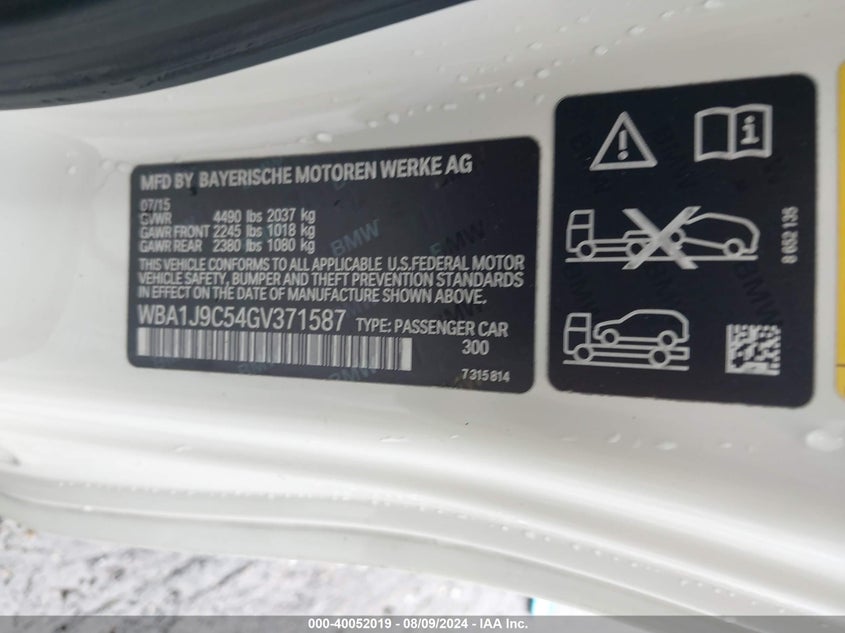 MFD BY BAYERISCHE MOTOREN WERKE AG
07/15
GVWR 4490 lbs 2037 kg
GAWR FRONT 2245 lbs 1018 kg
GAWR REAR 2380 lbs 1080 kg
THIS VEHICLE CONFORMS TO ALL APPLICABLE U.S.FEDERAL MOTOR
VEHICLE SAFETY, BUMPER AND THEFT PREVENTION STANDARDS
IN EFFECT ON THE DATE OF MANUFACTURE SHOWN ABOVE.
WBA1J9C54GV371587 TYPE: PASSENGER CAR
300
7 315 814
i
8 052 135
000-40052019 - 08/09/2024 - IAA Inc.